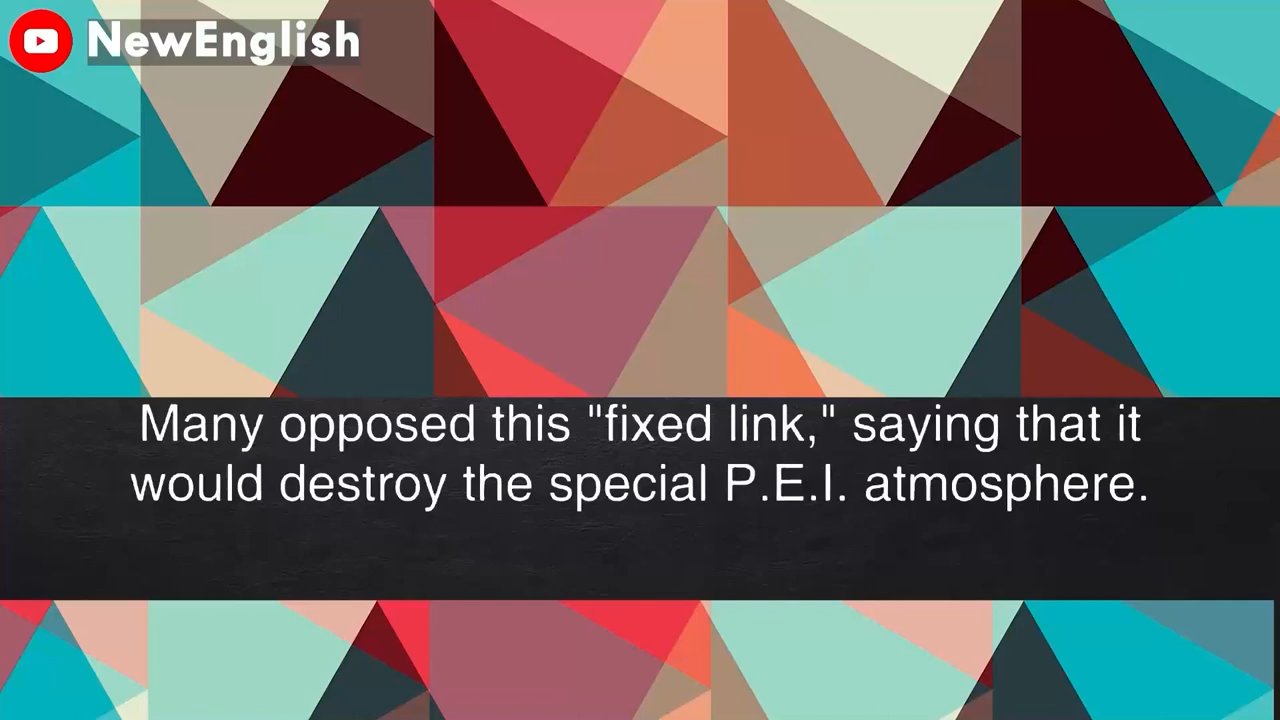 NewEnglish
Many opposed this "fixed link," saying that it
would destroy the special P.E.I. atmosphere.